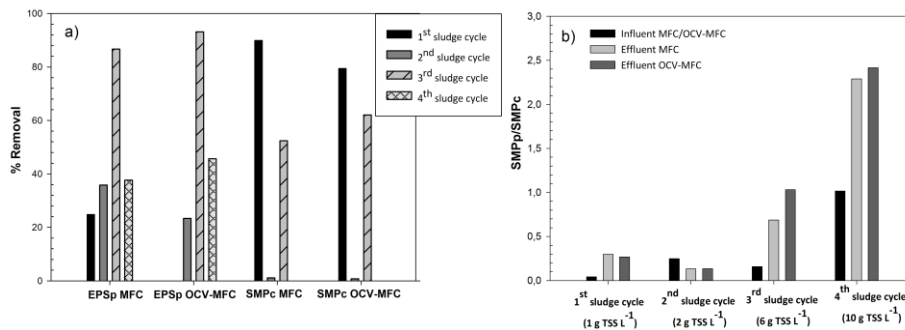 a)
100
80
60
40
20
0
% Removal
EPSp MFC
EPSp OCV-MFC
SMPc MFC
SMPc OCV-MFC
1st sludge cycle
2nd sludge cycle
3rd sludge cycle
4th sludge cycle
b)
3,0
2,5
2,0
1,5
1,0
0,5
0,0
SMPp/SMPc
Influent MFC/OCV-MFC
Effluent MFC
Effluent OCV-MFC
1st sludge cycle
(1 g TSS L-1)
2nd sludge cycle
(2 g TSS L-1)
3rd sludge cycle
(6 g TSS L-1)
4th sludge cycle
(10 g TSS L-1)